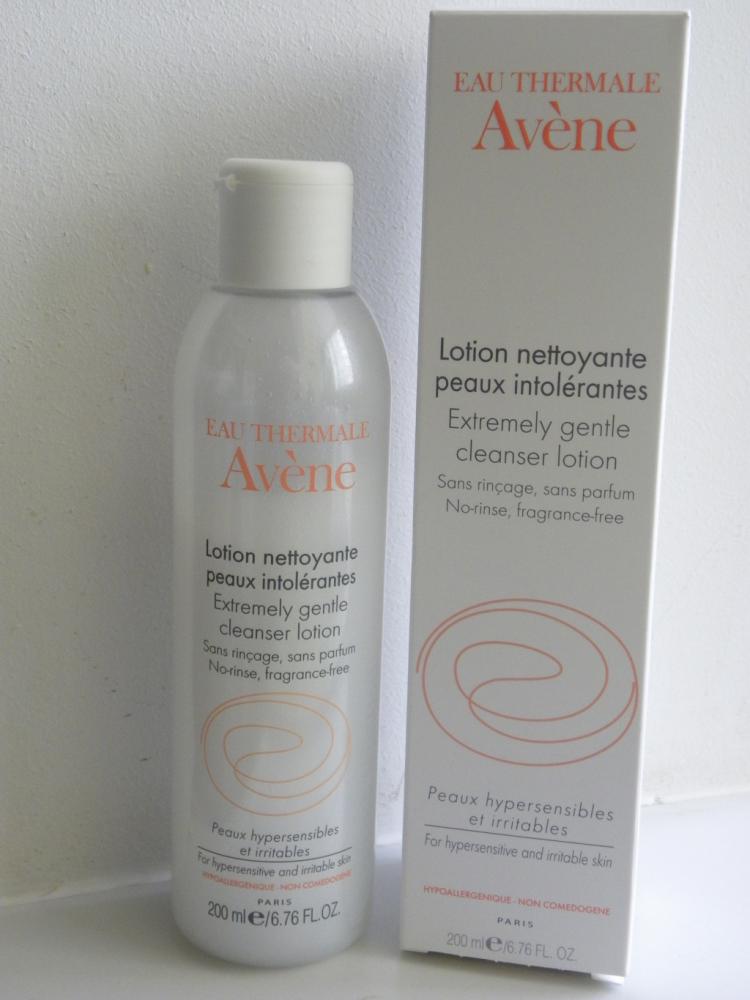 EAU THERMALE
Avène
Lotion nettoyante
peaux intolérantes
Extremely gentle
cleanser lotion
Sans rinçage, sans parfum
No-rinse, fragrance-free
Peaux hypersensibles
et irritables
For hypersensitive and irritable skin
HYPOALLERGENIQUE - NON COMEDOGENE
PARIS
200 ml e/6.76 FL.OZ.
EAU THERMALE
Avène
Lotion nettoyante
peaux intolérantes
Extremely gentle
cleanser lotion
Sans rinçage, sans parfum
No-rinse, fragrance-free
Peaux hypersensibles
et irritables
For hypersensitive and irritable skin
HYPOALLERGENIQUE - NON COMEDOGENE
PARIS
200 ml e/6.76 FL. OZ.